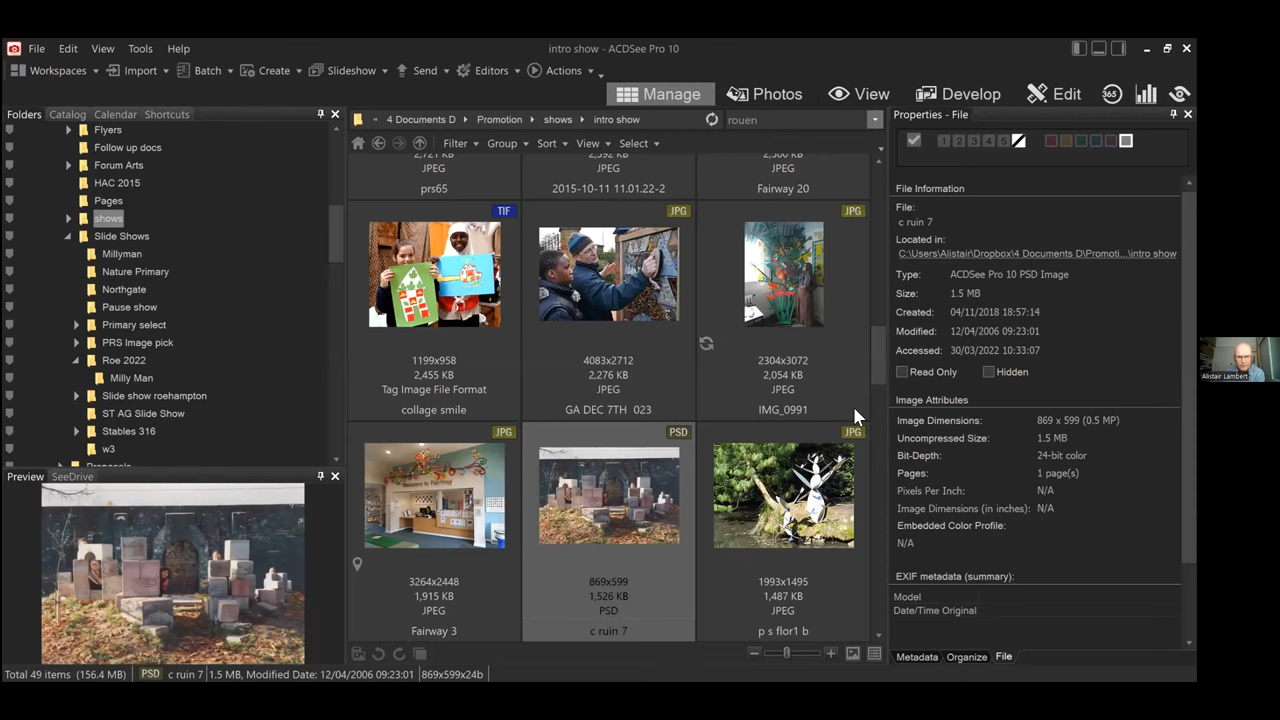 File Edit View Tools Help
intro show - ACDSee Pro 10
Workspaces Import Batch Create Slideshow Send Editors Actions
Manage Photos View Develop Edit 365
Folders Catalog Calendar Shortcuts
Flyers
Follow up docs
Forum Arts
HAC 2015
Pages
shows
Slide Shows
Millyman
Nature Primary
Northgate
Pause show
Primary select
PRS Image pick
Roe 2022
Milly Man
Slide show roehampton
ST AG Slide Show
Stables 316
w3
Preview SeeDrive
« 4 Documents D Promotion shows intro show
rouen
Filter Group Sort View Select
JPEG
prs65
JPEG
2015-10-11 11.01.22-2
JPEG
Fairway 20
TIF
1199x958
2,455 KB
Tag Image File Format
collage smile
JPG
4083x2712
2,276 KB
JPEG
GA DEC 7TH 023
JPG
2304x3072
2,054 KB
JPEG
IMG_0991
JPG
3264x2448
1,915 KB
JPEG
Fairway 3
PSD
869x599
1,526 KB
PSD
c ruin 7
JPG
1993x1495
1,487 KB
JPEG
p s flor1 b
Properties - File
1 2 3 4 5
File Information
File:
c ruin 7
Located in:
C:\Users\Alistair\Dropbox\4 Documents D\Promoti...\intro show
Type: ACDSee Pro 10 PSD Image
Size: 1.5 MB
Created: 04/11/2018 18:57:14
Modified: 12/04/2006 09:23:01
Accessed: 30/03/2022 10:33:07
Read Only Hidden
Image Attributes
Image Dimensions: 869 x 599 (0.5 MP)
Uncompressed Size: 1.5 MB
Bit-Depth: 24-bit color
Pages: 1 page(s)
Pixels Per Inch: N/A
Image Dimensions (in inches): N/A
Embedded Color Profile:
N/A
EXIF metadata (summary):
Model
Date/Time Original
Metadata Organize File
Alistair Lambert
Total 49 items (156.4 MB) PSD c ruin 7 1.5 MB, Modified Date: 12/04/2006 09:23:01 869x599x24b